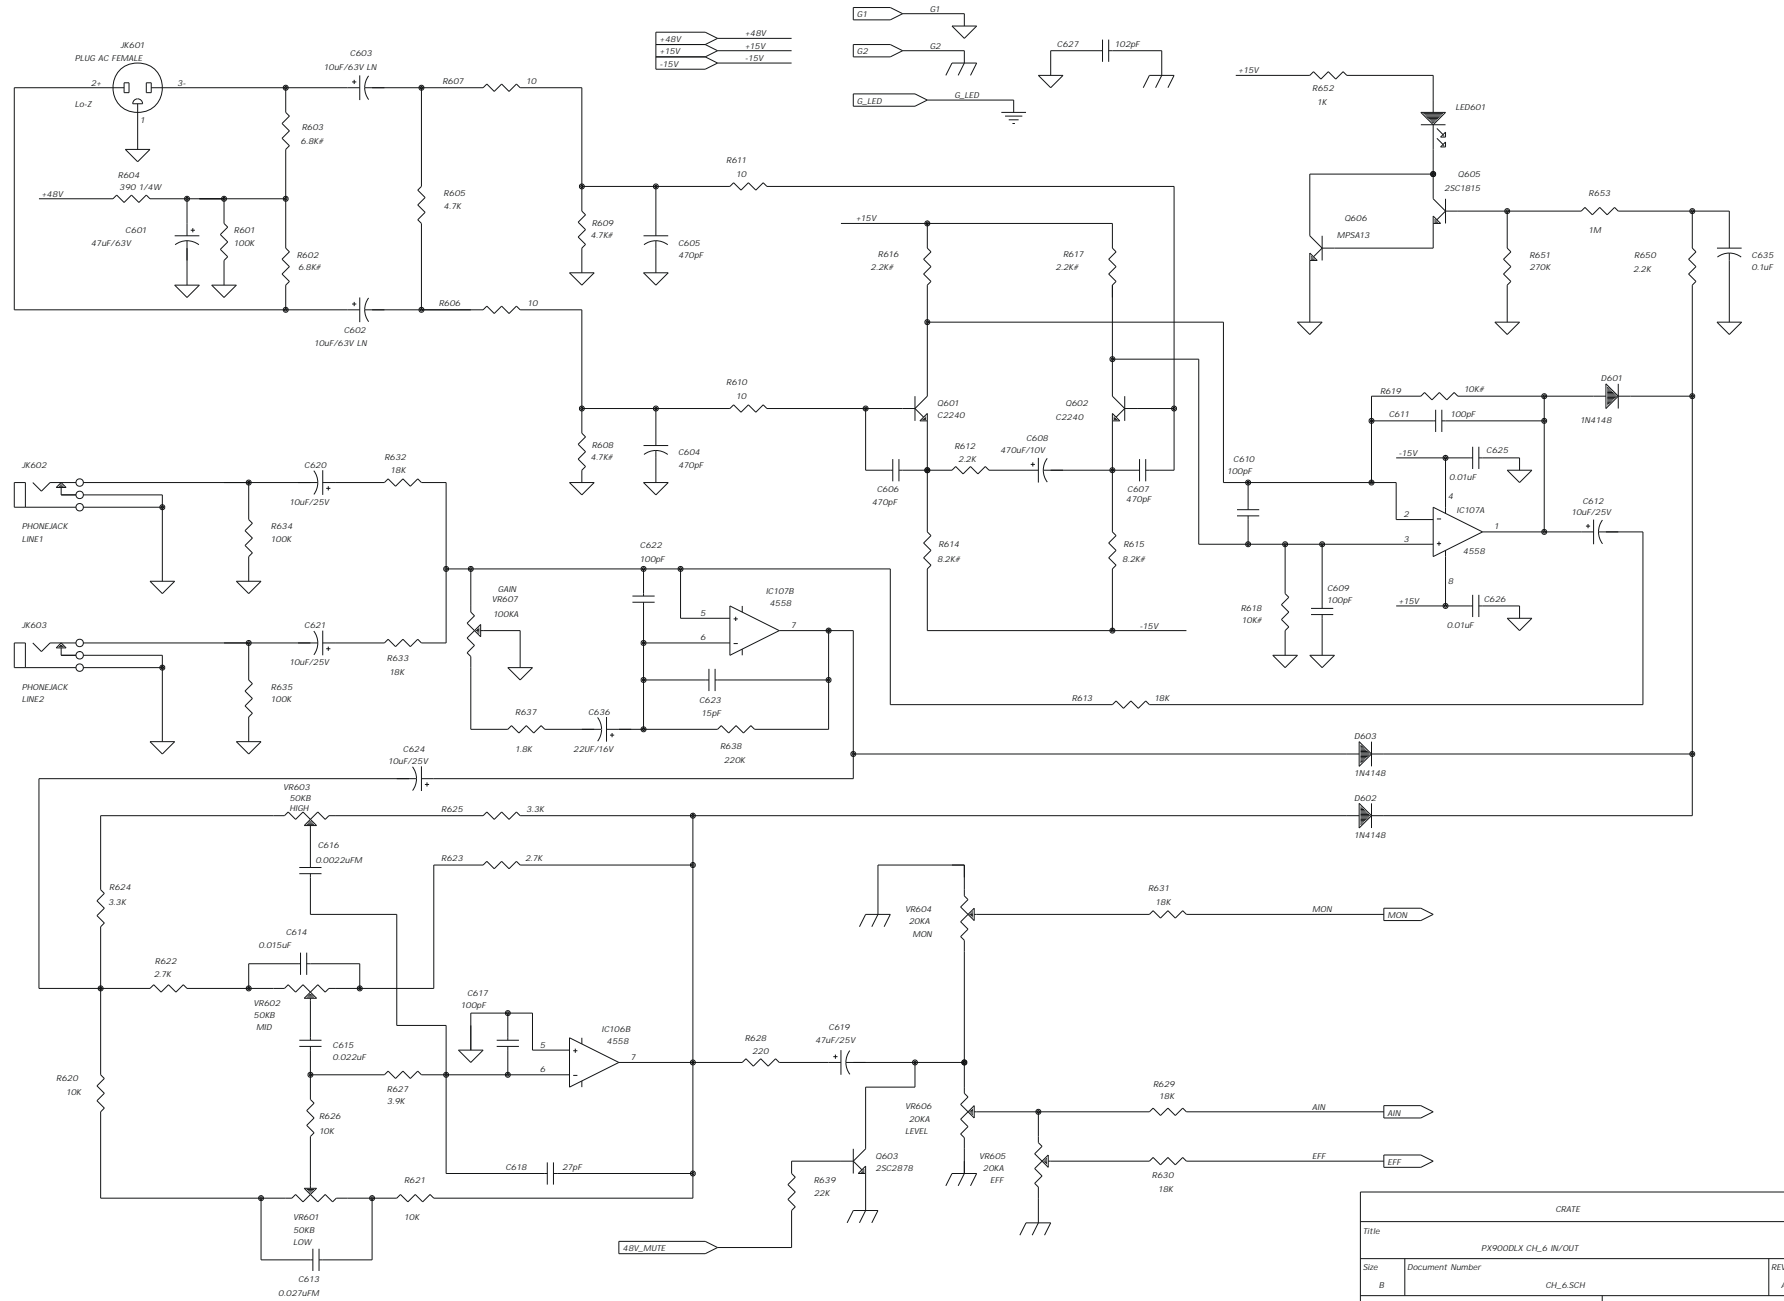 G1
G1
G2
G2
G_LED
G_LED
+48V
+48V
+15V
+15V
-15V
-15V
C627
102pF
JK601
PLUG AC FEMALE
2+
3-
Lo-Z
1
C603
10uF/63V LN
R607
10
R603
6.8K#
R604
390 1/4W
+48V
C601
47uF/63V
R601
100K
R602
6.8K#
R605
4.7K
C602
10uF/63V LN
R606
10
R611
10
R609
4.7K#
C605
470pF
R610
10
R608
4.7K#
C604
470pF
+15V
R616
2.2K#
R617
2.2K#
Q601
C2240
Q602
C2240
R612
2.2K
C608
470uF/10V
C606
470pF
C607
470pF
R614
8.2K#
R615
8.2K#
-15V
+15V
R652
1K
LED601
Q605
2SC1815
Q606
MPSA13
R653
1M
R651
270K
R650
2.2K
C635
0.1uF
R619
10K#
C611
100pF
D601
1N4148
-15V
C625
0.01uF
4
C610
100pF
2
3
IC107A
1
4558
8
+15V
C626
0.01uF
C612
10uF/25V
R618
10K#
C609
100pF
JK602
PHONEJACK
LINE1
C620
10uF/25V
R632
18K
R634
100K
JK603
PHONEJACK
LINE2
C621
10uF/25V
R633
18K
R635
100K
GAIN
VR607
100KA
C622
100pF
IC107B
4558
5
6
7
C623
15pF
R637
1.8K
C636
22UF/16V
R638
220K
R613
18K
C624
10uF/25V
D603
1N4148
D602
1N4148
VR603
50KB
HIGH
R625
3.3K
C616
0.0022uFM
R623
2.7K
R624
3.3K
C614
0.015uF
R622
2.7K
VR602
50KB
MID
C615
0.022uF
C617
100pF
IC106B
4558
5
6
7
R620
10K
R627
3.9K
R626
10K
C618
27pF
R621
10K
VR601
50KB
LOW
C613
0.027uFM
R628
220
C619
47uF/25V
Q603
2SC2878
R639
22K
48V_MUTE
VR604
20KA
MON
R631
18K
MON
MON
VR606
20KA
LEVEL
R629
18K
AIN
AIN
VR605
20KA
EFF
R630
18K
EFF
EFF
CRATE
Title
PX900DLX CH_6 IN/OUT
Size
Document Number
B
CH_6.SCH